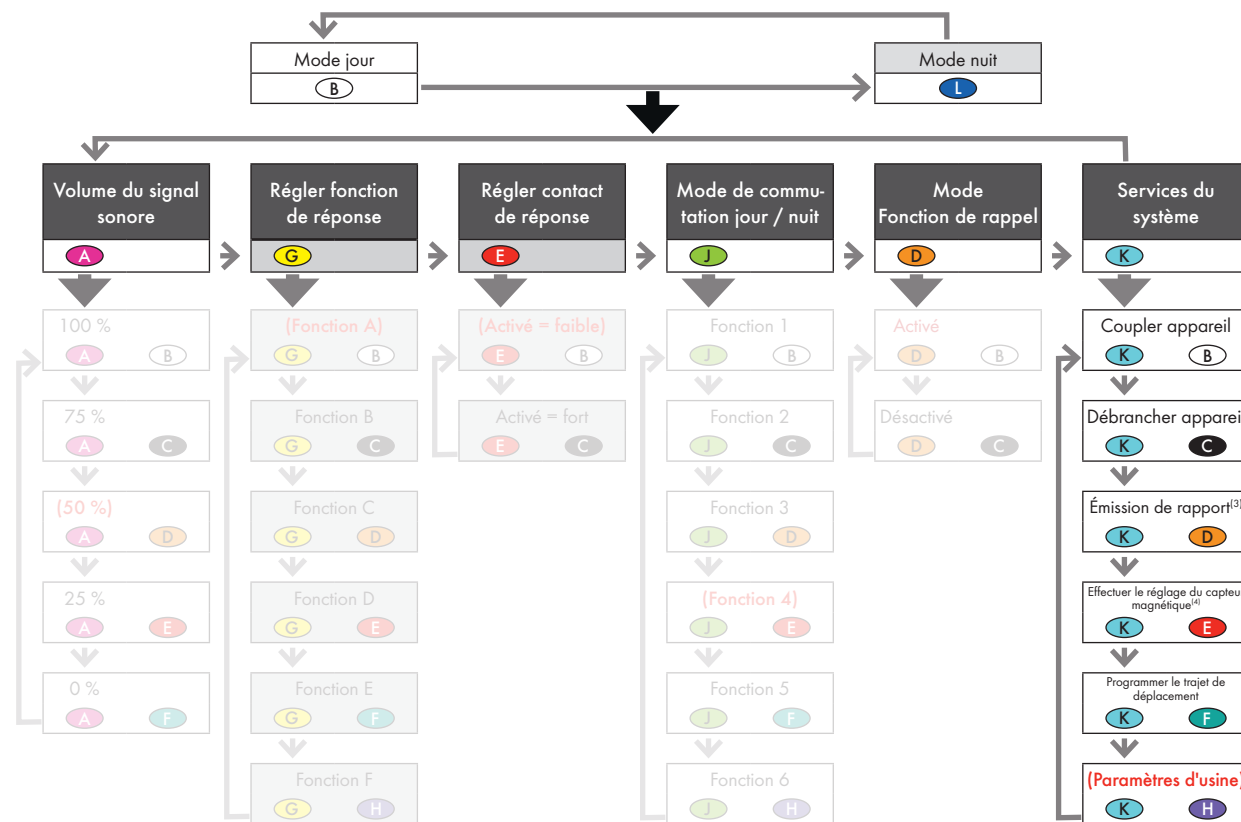 Mode jour
B
Mode nuit
L
Volume du signal
sonore
A
Régler fonction
de réponse
G
Régler contact
de réponse
E
Mode de commu-
tation jour / nuit
J
Mode
Fonction de rappel
D
Services du
système
K
100 %
A B
75 %
A C
(50 %)
A D
25 %
A E
0 %
A F
(Fonction A)
G B
Fonction B
G C
Fonction C
G D
Fonction D
G E
Fonction E
G F
Fonction F
G H
(Activé = faible)
E B
Activé = fort
E C
Fonction 1
J B
Fonction 2
J C
Fonction 3
J D
(Fonction 4)
J E
Fonction 5
J F
Fonction 6
J H
Activé
D B
Désactivé
D C
Coupler appareil
K B
Débrancher appareil
K C
Émission de rapport(3)
K D
Effectuer le réglage du capteur
magnétique(4)
K E
Programmer le trajet de
déplacement
K F
(Paramètres d'usine)
K H